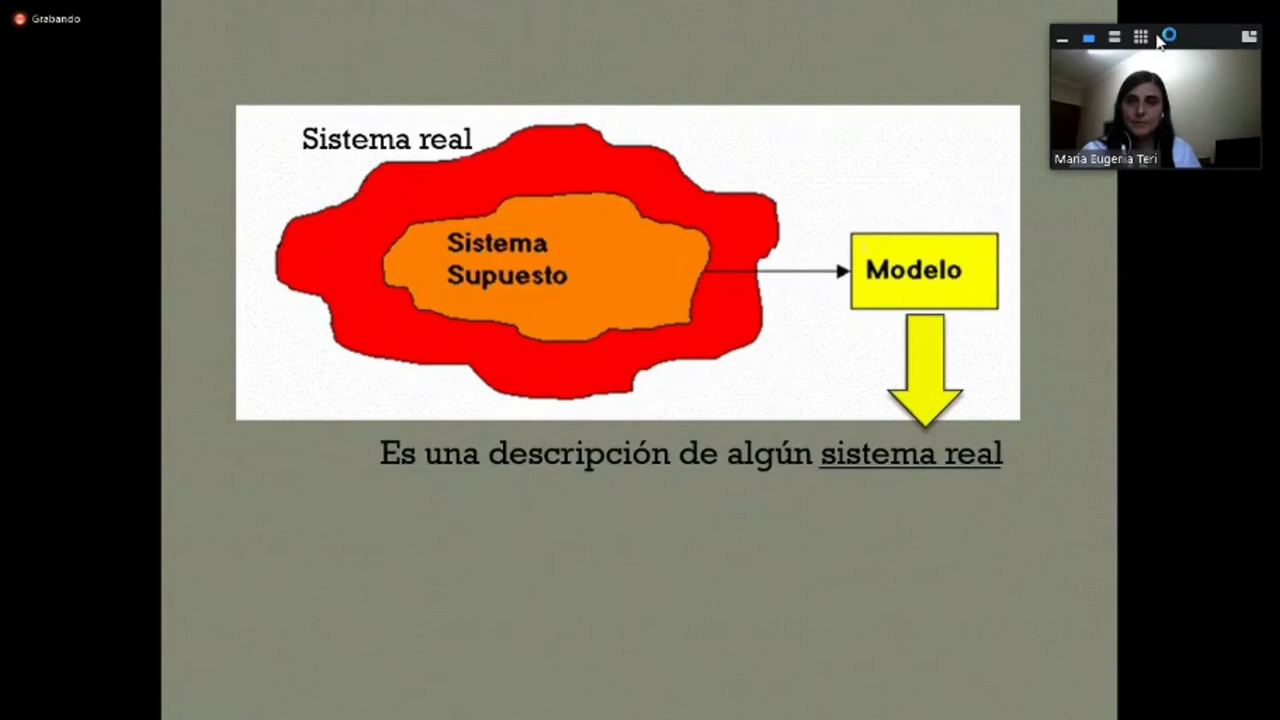 Grabando
Sistema real
Sistema
Supuesto
Modelo
Maria Eugenia Teri
Es una descripción de algún sistema real